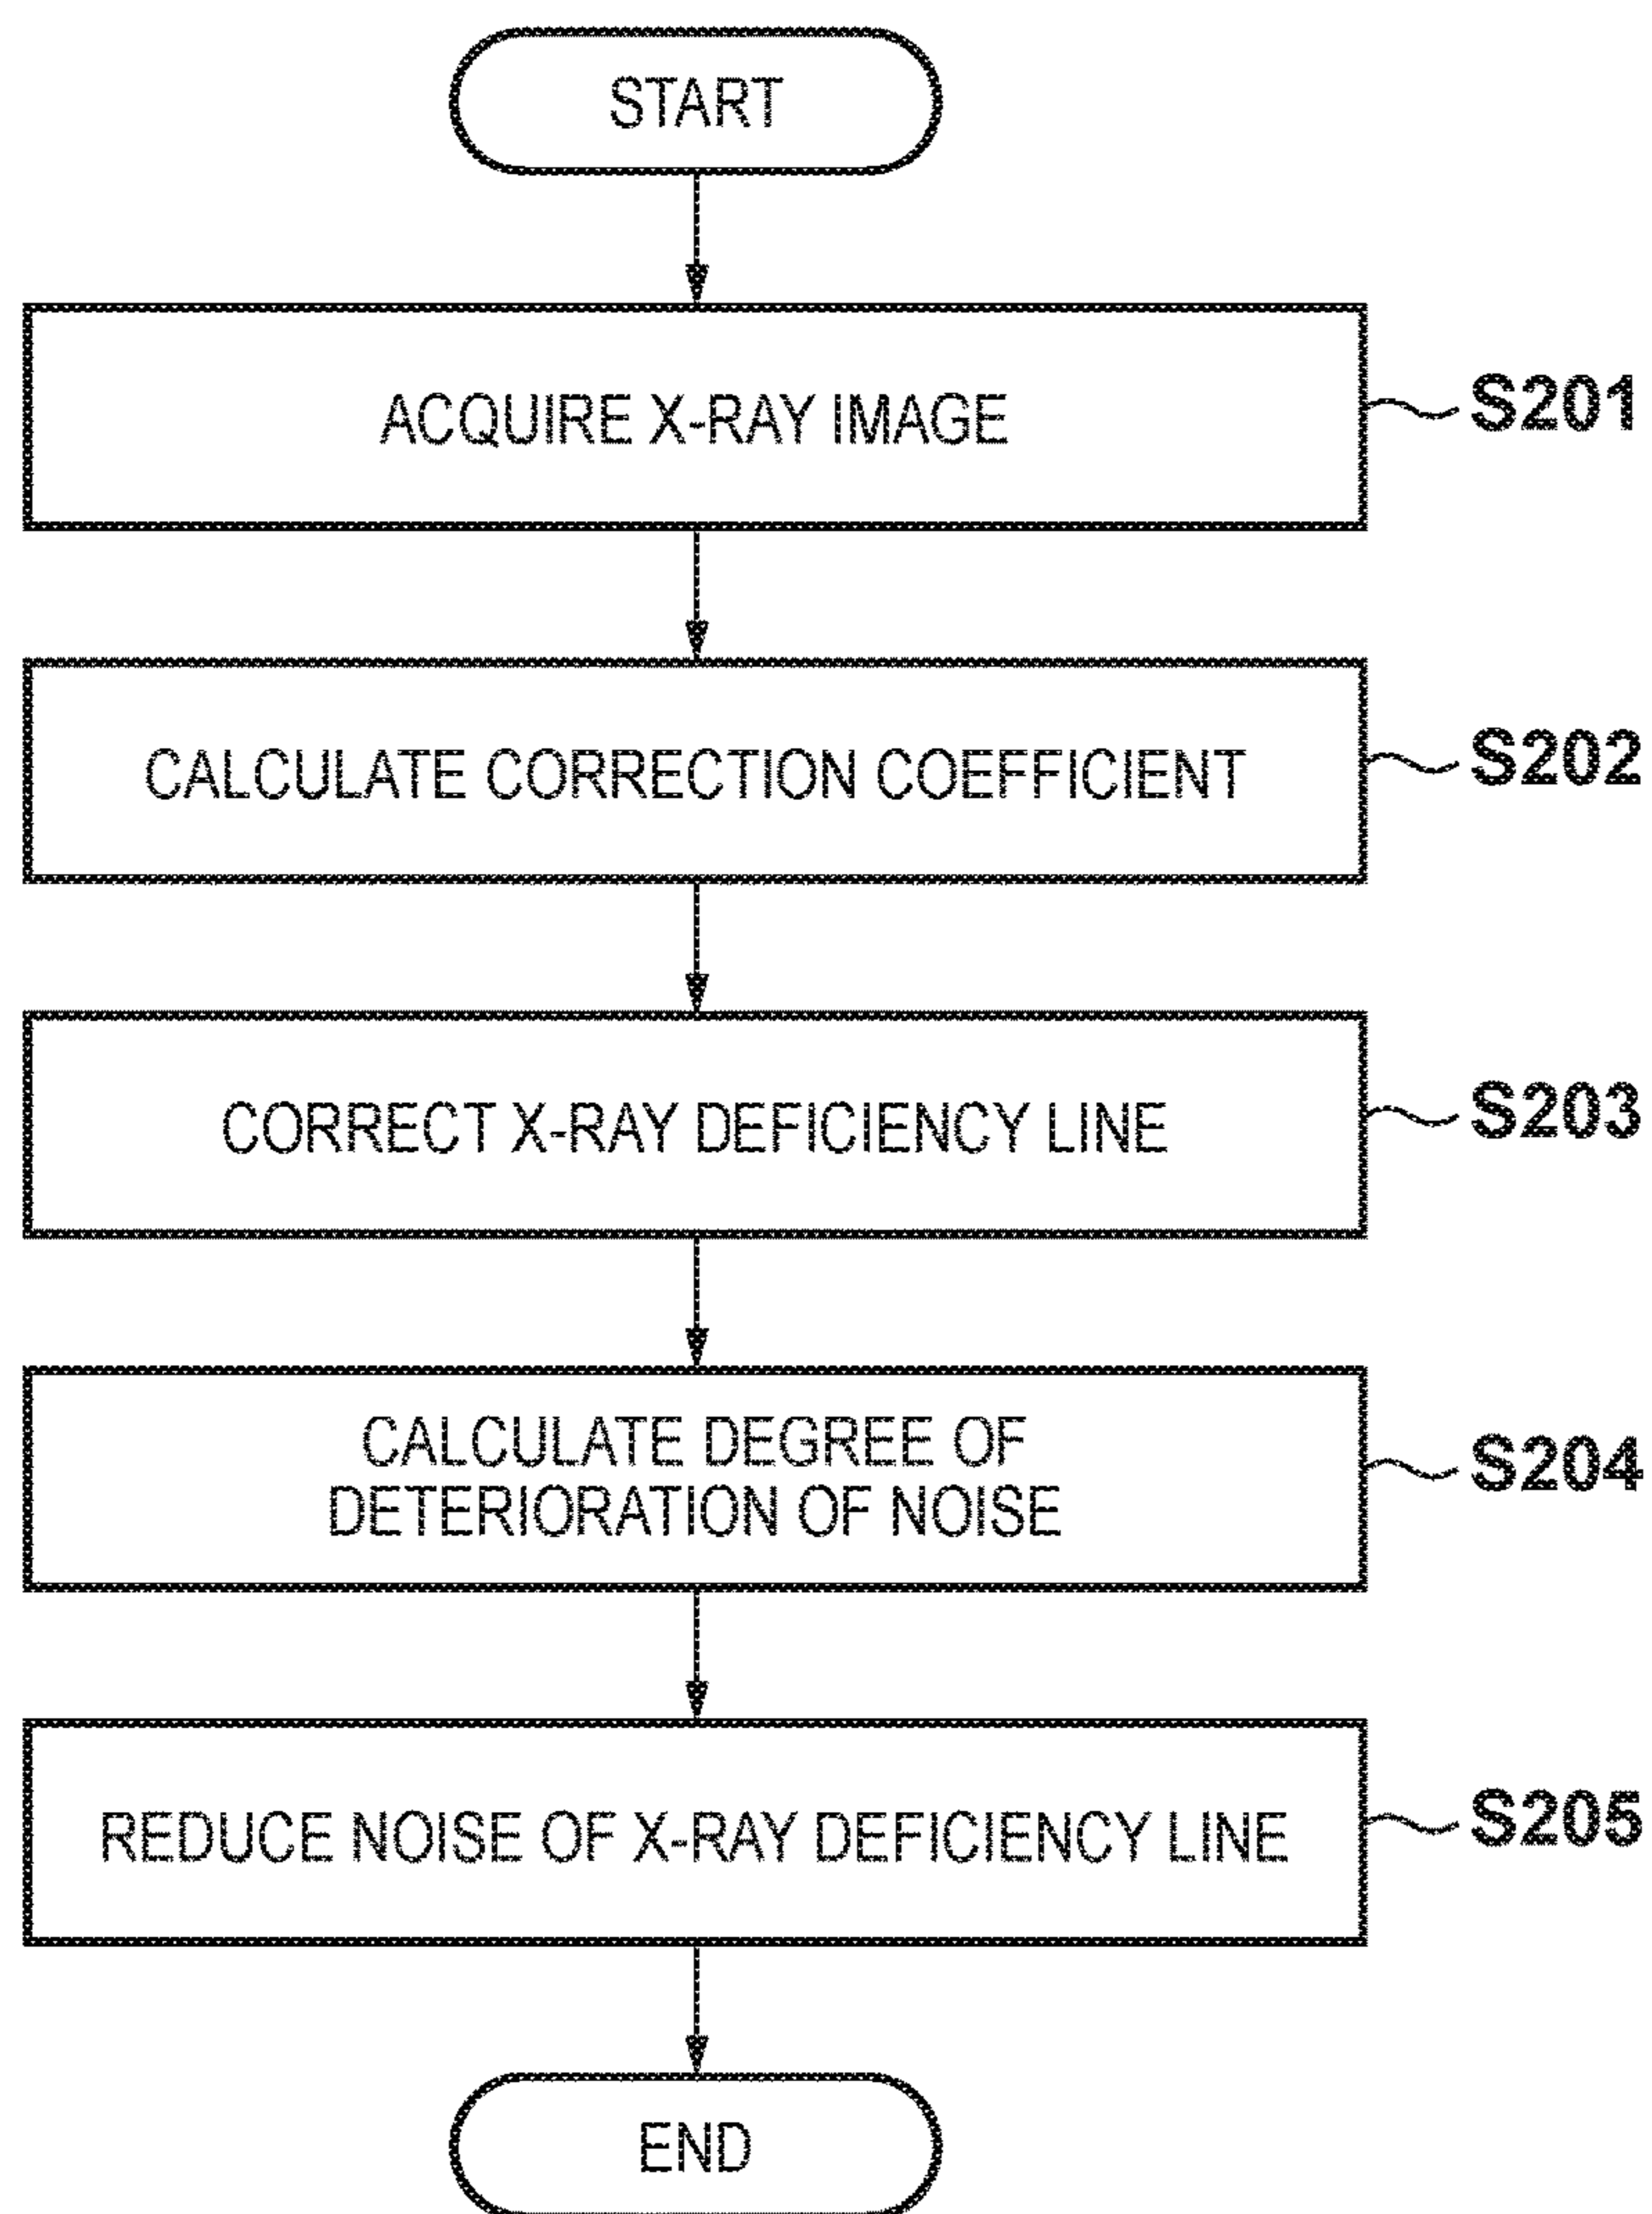 START
ACQUIRE X-RAY IMAGE
S201
CALCULATE CORRECTION COEFFICIENT
S202
CORRECT X-RAY DEFICIENCY LINE
S203
CALCULATE DEGREE OF
DETERIORATION OF NOISE
S204
REDUCE NOISE OF X-RAY DEFICIENCY LINE
S205
END